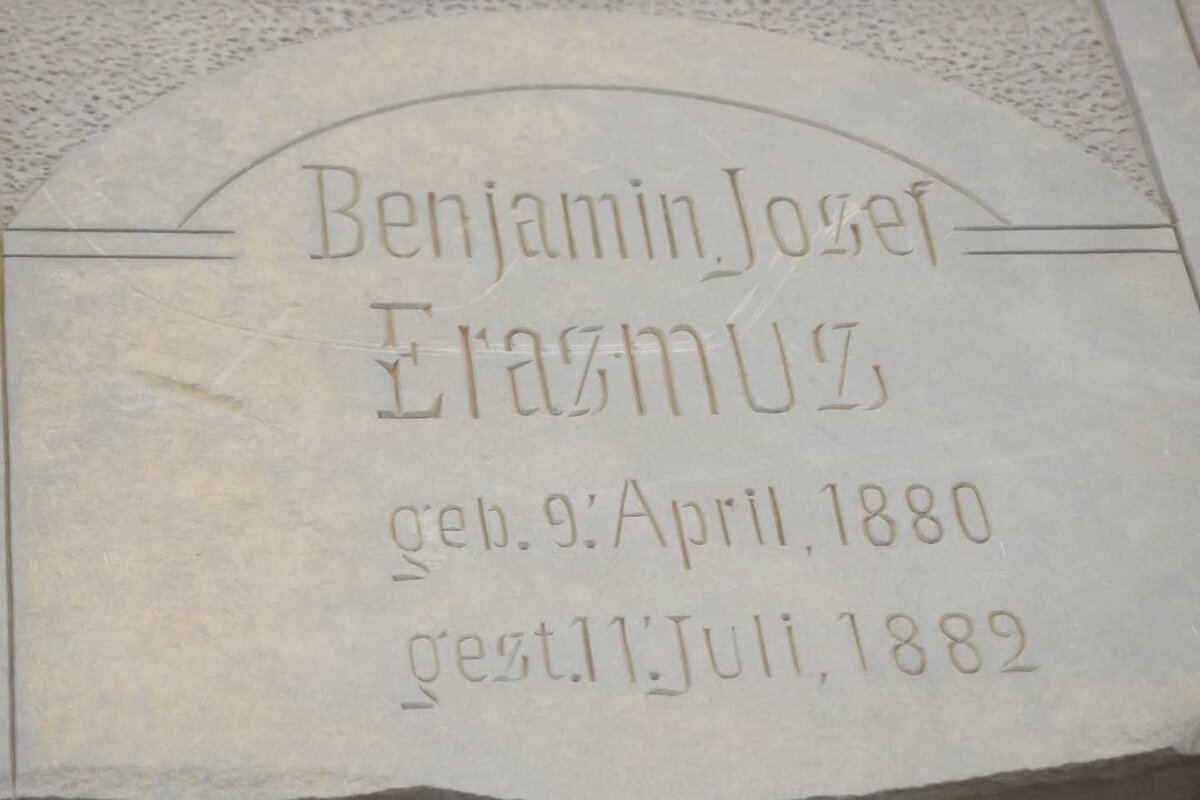 Benjamin, Josef
Erasmus
geb. 9. April, 1880
gest. 11. Juli, 1882